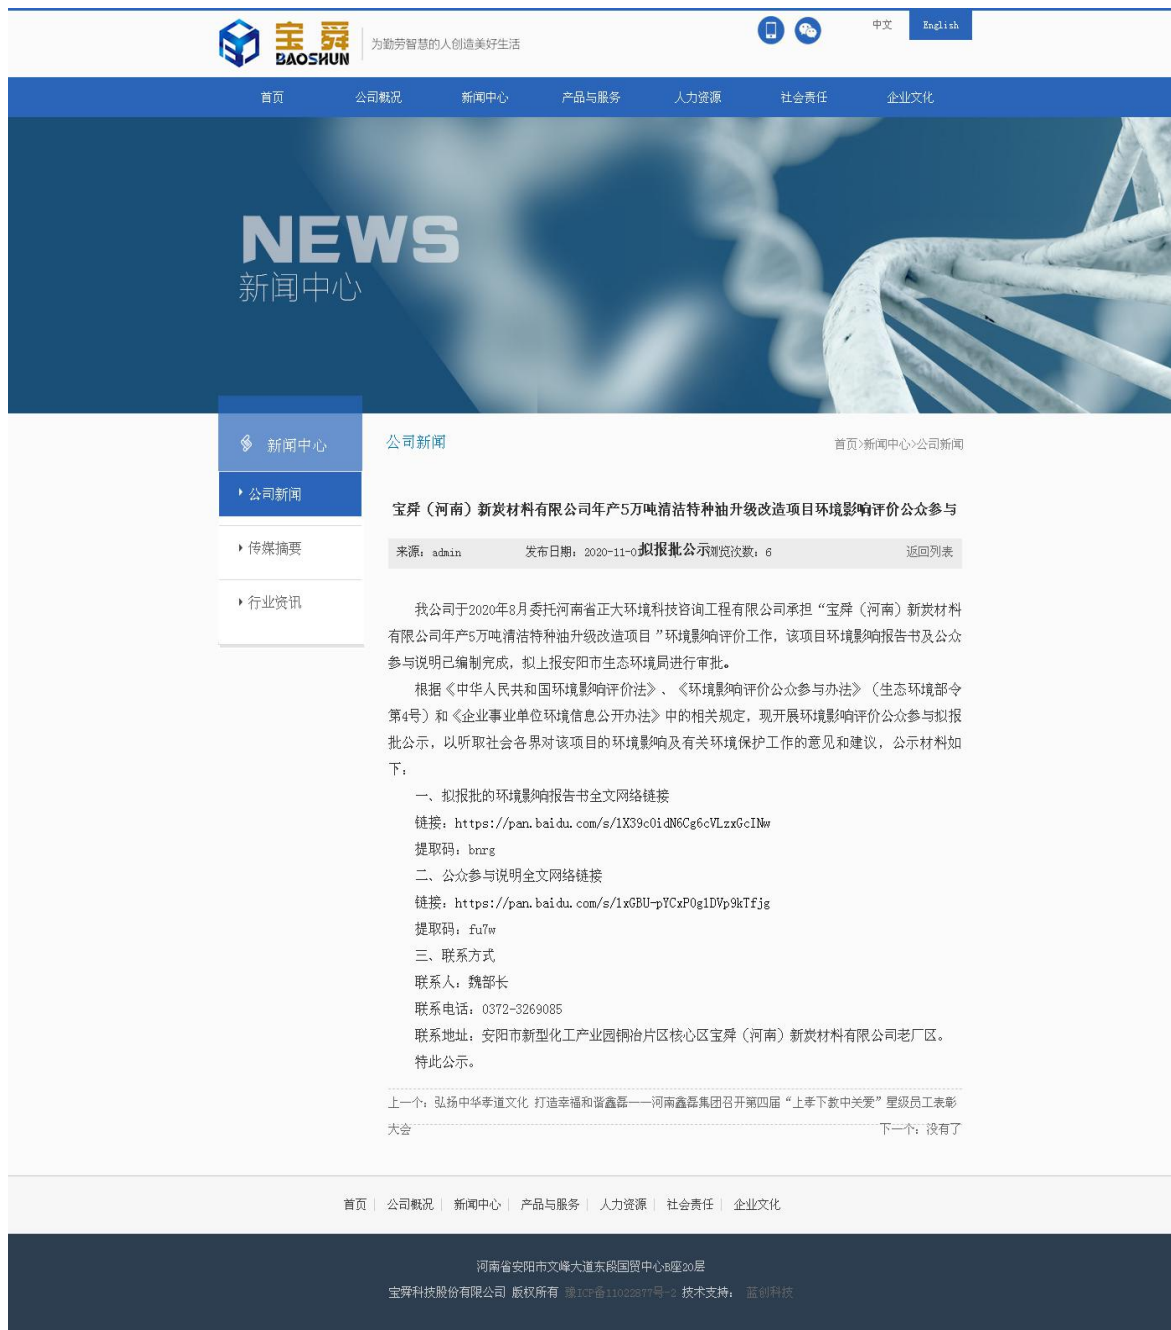 宝舜
BAOSHUN
为勤劳智慧的人创造美好生活
中文 English
首页 公司概况 新闻中心 产品与服务 人力资源 社会责任 企业文化
NEWS
新闻中心
新闻中心
公司新闻
传媒摘要
行业资讯
公司新闻
首页>新闻中心>公司新闻
宝舜（河南）新炭材料有限公司年产5万吨清洁特种油升级改造项目环境影响评价公众参与
拟报批公示
来源：admin 发布日期：2020-11-0 浏览次数：6 返回列表
我公司于2020年8月委托河南省正大环境科技咨询工程有限公司承担“宝舜（河南）新炭材料
有限公司年产5万吨清洁特种油升级改造项目 ”环境影响评价工作，该项目环境影响报告书及公众
参与说明已编制完成，拟上报安阳市生态环境局进行审批。
根据《中华人民共和国环境影响评价法》、《环境影响评价公众参与办法》（生态环境部令
第4号）和《企业事业单位环境信息公开办法》中的相关规定，现开展环境影响评价公众参与拟报
批公示，以听取社会各界对该项目的环境影响及有关环境保护工作的意见和建议，公示材料如
下：
一、拟报批的环境影响报告书全文网络链接
链接：https://pan.baidu.com/s/1X39c0idN6Cg6cVLzxGcINw
提取码：bnrg
二、公众参与说明全文网络链接
链接：https://pan.baidu.com/s/1xGBU-pYCxP0g1DVp9kTfjg
提取码：fu7w
三、联系方式
联系人：魏部长
联系电话：0372-3269085
联系地址：安阳市新型化工产业园铜冶片区核心区宝舜（河南）新炭材料有限公司老厂区。
特此公示。
上一个：弘扬中华孝道文化 打造幸福和谐鑫磊——河南鑫磊集团召开第四届“上孝下教中关爱”星级员工表彰
大会 下一个：没有了
首页 | 公司概况 | 新闻中心 | 产品与服务 | 人力资源 | 社会责任 | 企业文化
河南省安阳市文峰大道东段国贸中心B座20层
宝舜科技股份有限公司 版权所有 豫ICP备11022877号-2 技术支持： 蓝创科技